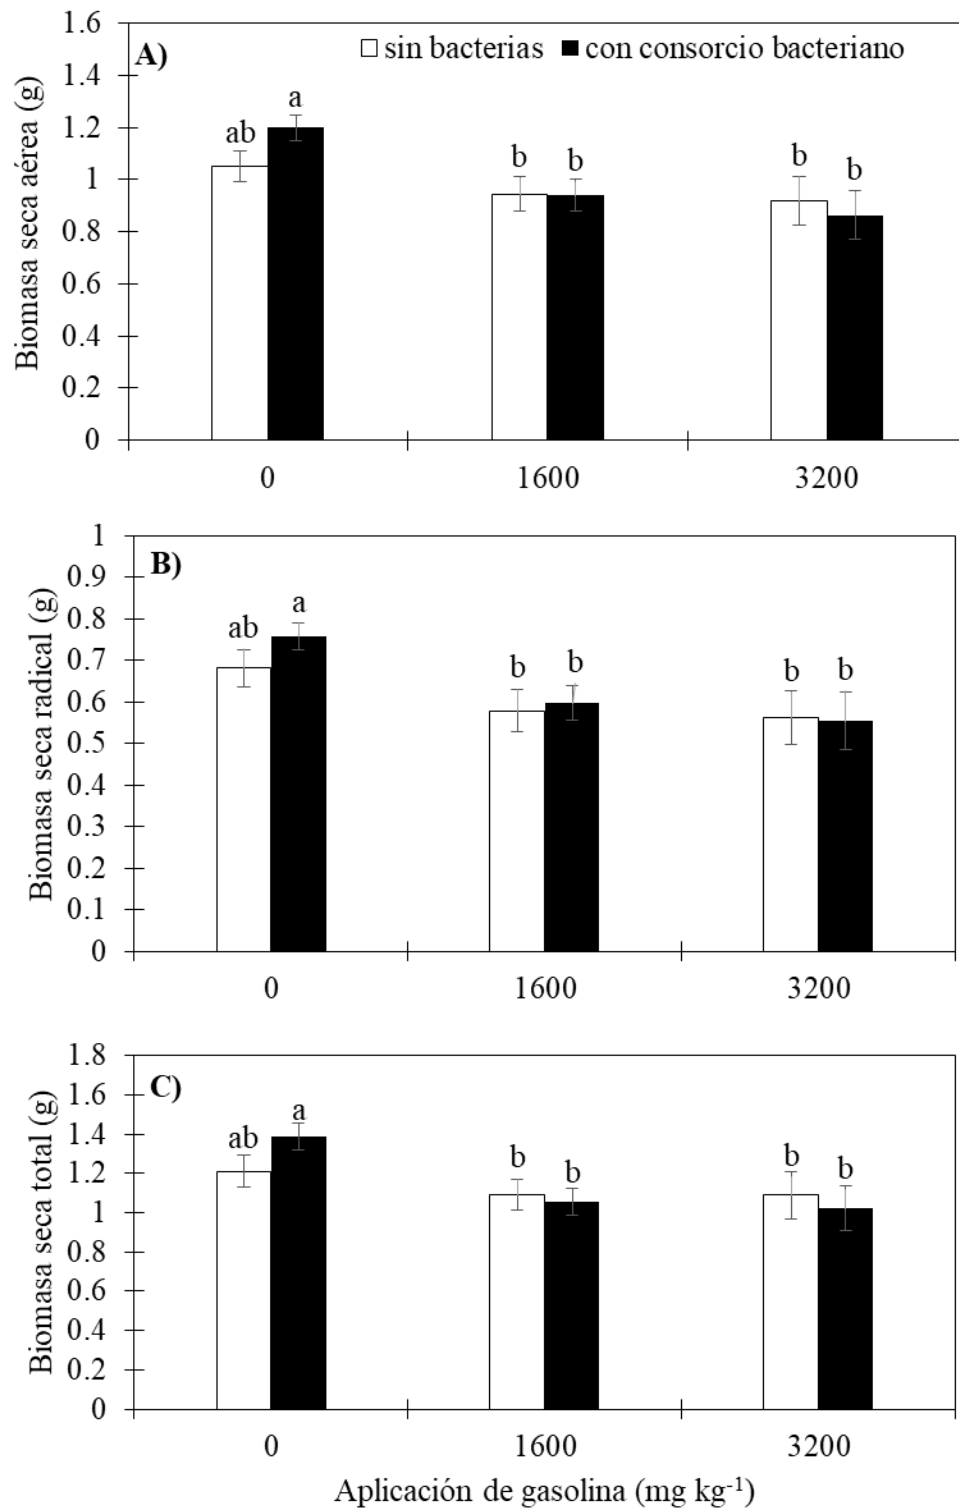 A)
sin bacterias con consorcio bacteriano
Biomasa seca aérea (g)
1.6
1.4
1.2
1
0.8
0.6
0.4
0.2
0
ab a b b b b
0 1600 3200
B)
Biomasa seca radical (g)
1
0.9
0.8
0.7
0.6
0.5
0.4
0.3
0.2
0.1
0
ab a b b b b
0 1600 3200
C)
Biomasa seca total (g)
1.8
1.6
1.4
1.2
1
0.8
0.6
0.4
0.2
0
ab a b b b b
0 1600 3200
Aplicación de gasolina (mg kg⁻¹)